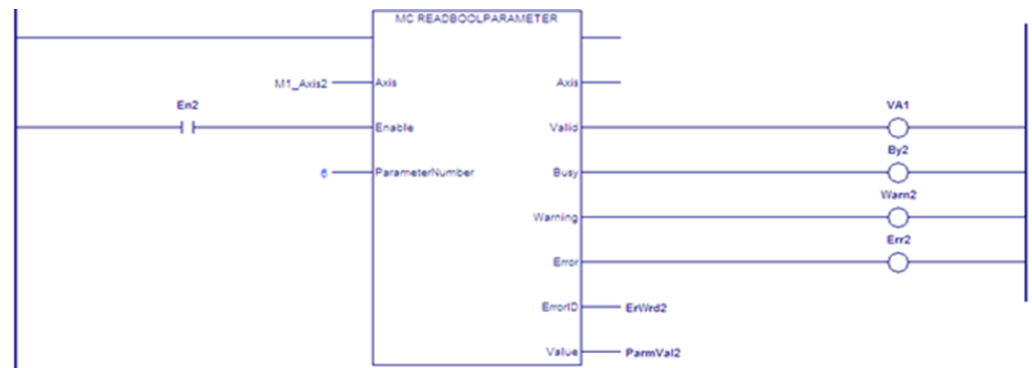 MC READBOOLPARAMETER
M1_Axis2 Axis Axis
En2 VA1
Enable Valid
By2
6 ParameterNumber Busy
Warn2
Warning
Err2
Error
ErrorID ErWrd2
Value ParmVal2